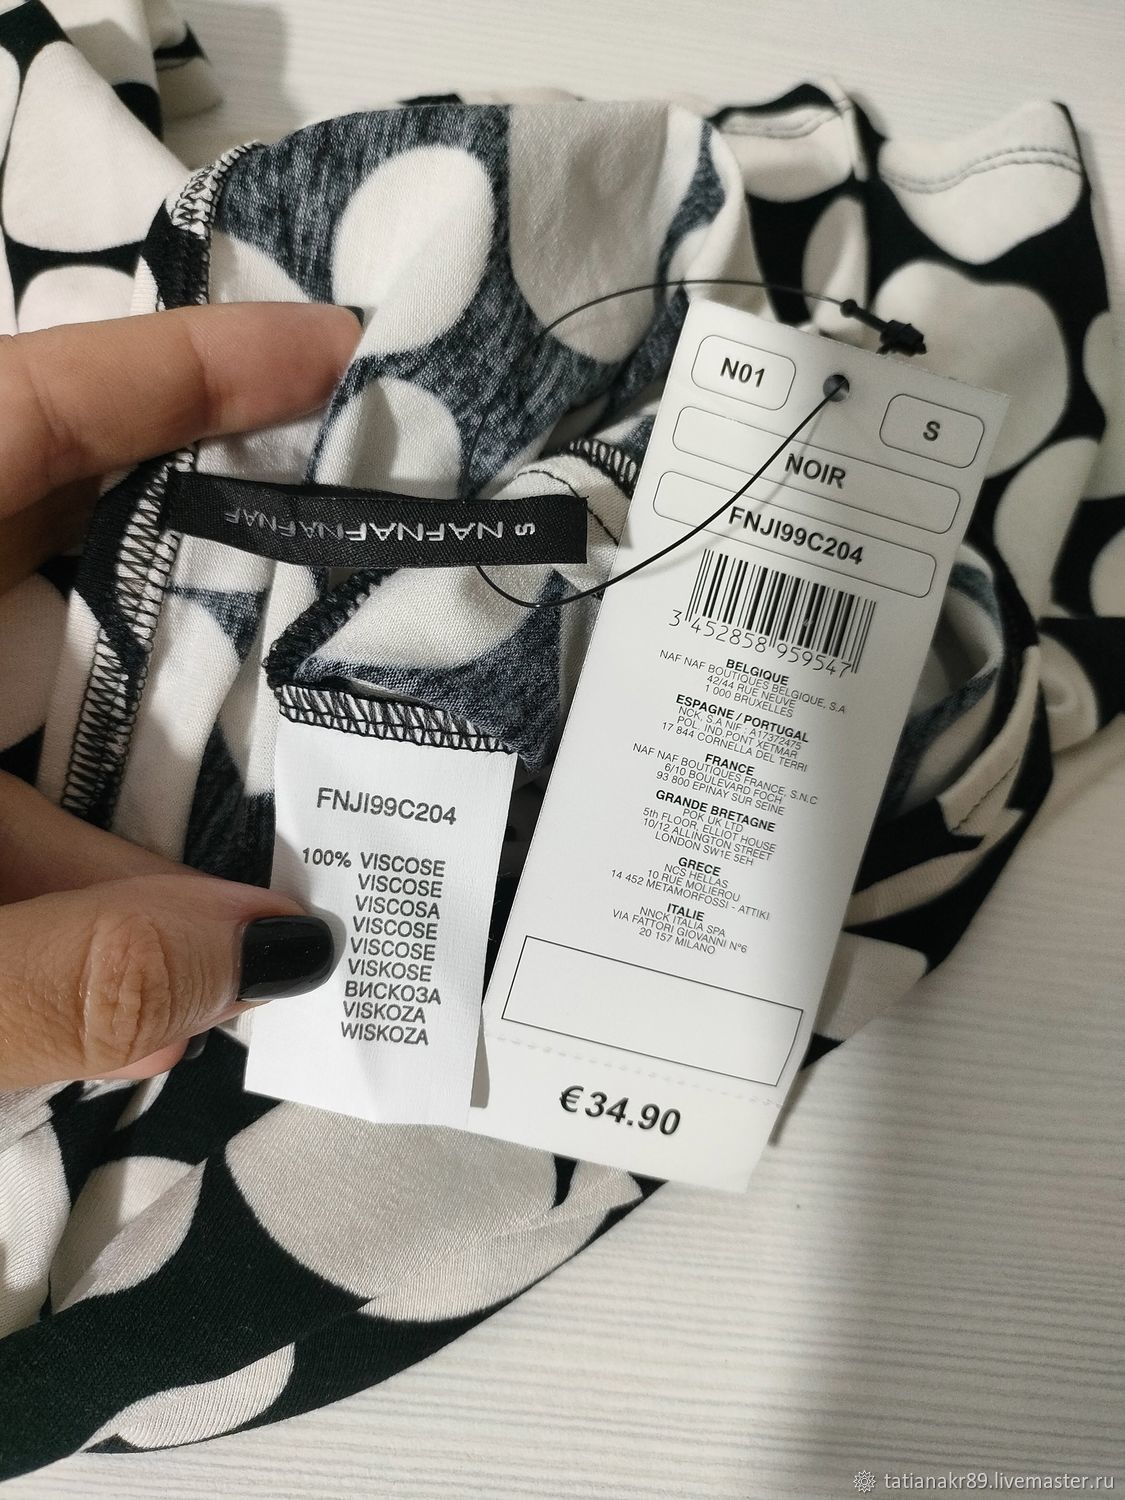 N01
S
NOIR
FNJI99C204
3 452858 959547
BELGIQUE
NAF NAF BOUTIQUES BELGIQUE, S.A
42/44 RUE NEUVE
1 000 BRUXELLES
ESPAGNE / PORTUGAL
NCK, S.A NIF : A17372475
POL. IND PONT XETMAR
17 844 CORNELLA DEL TERRI
FRANCE
NAF NAF BOUTIQUES FRANCE, S.N.C
6/10 BOULEVARD FOCH
93 800 EPINAY SUR SEINE
GRANDE BRETAGNE
POK UK LTD
5th FLOOR, ELLIOT HOUSE
10/12 ALLINGTON STREET
LONDON SW1E 5EH
GRECE
NCS HELLAS
10 RUE MOLIEROU
14 452 METAMORFOSSI - ATTIKI
ITALIE
NNCK ITALIA SPA
VIA FATTORI GIOVANNI N°6
20 157 MILANO
€34.90
S NAFNAFNAFNAFNAF
FNJI99C204
100% VISCOSE
VISCOSE
VISCOSA
VISCOSE
VISCOSE
VISKOSE
ВИСКОЗА
VISKOZA
WISKOZA
tatianakr89.livemaster.ru